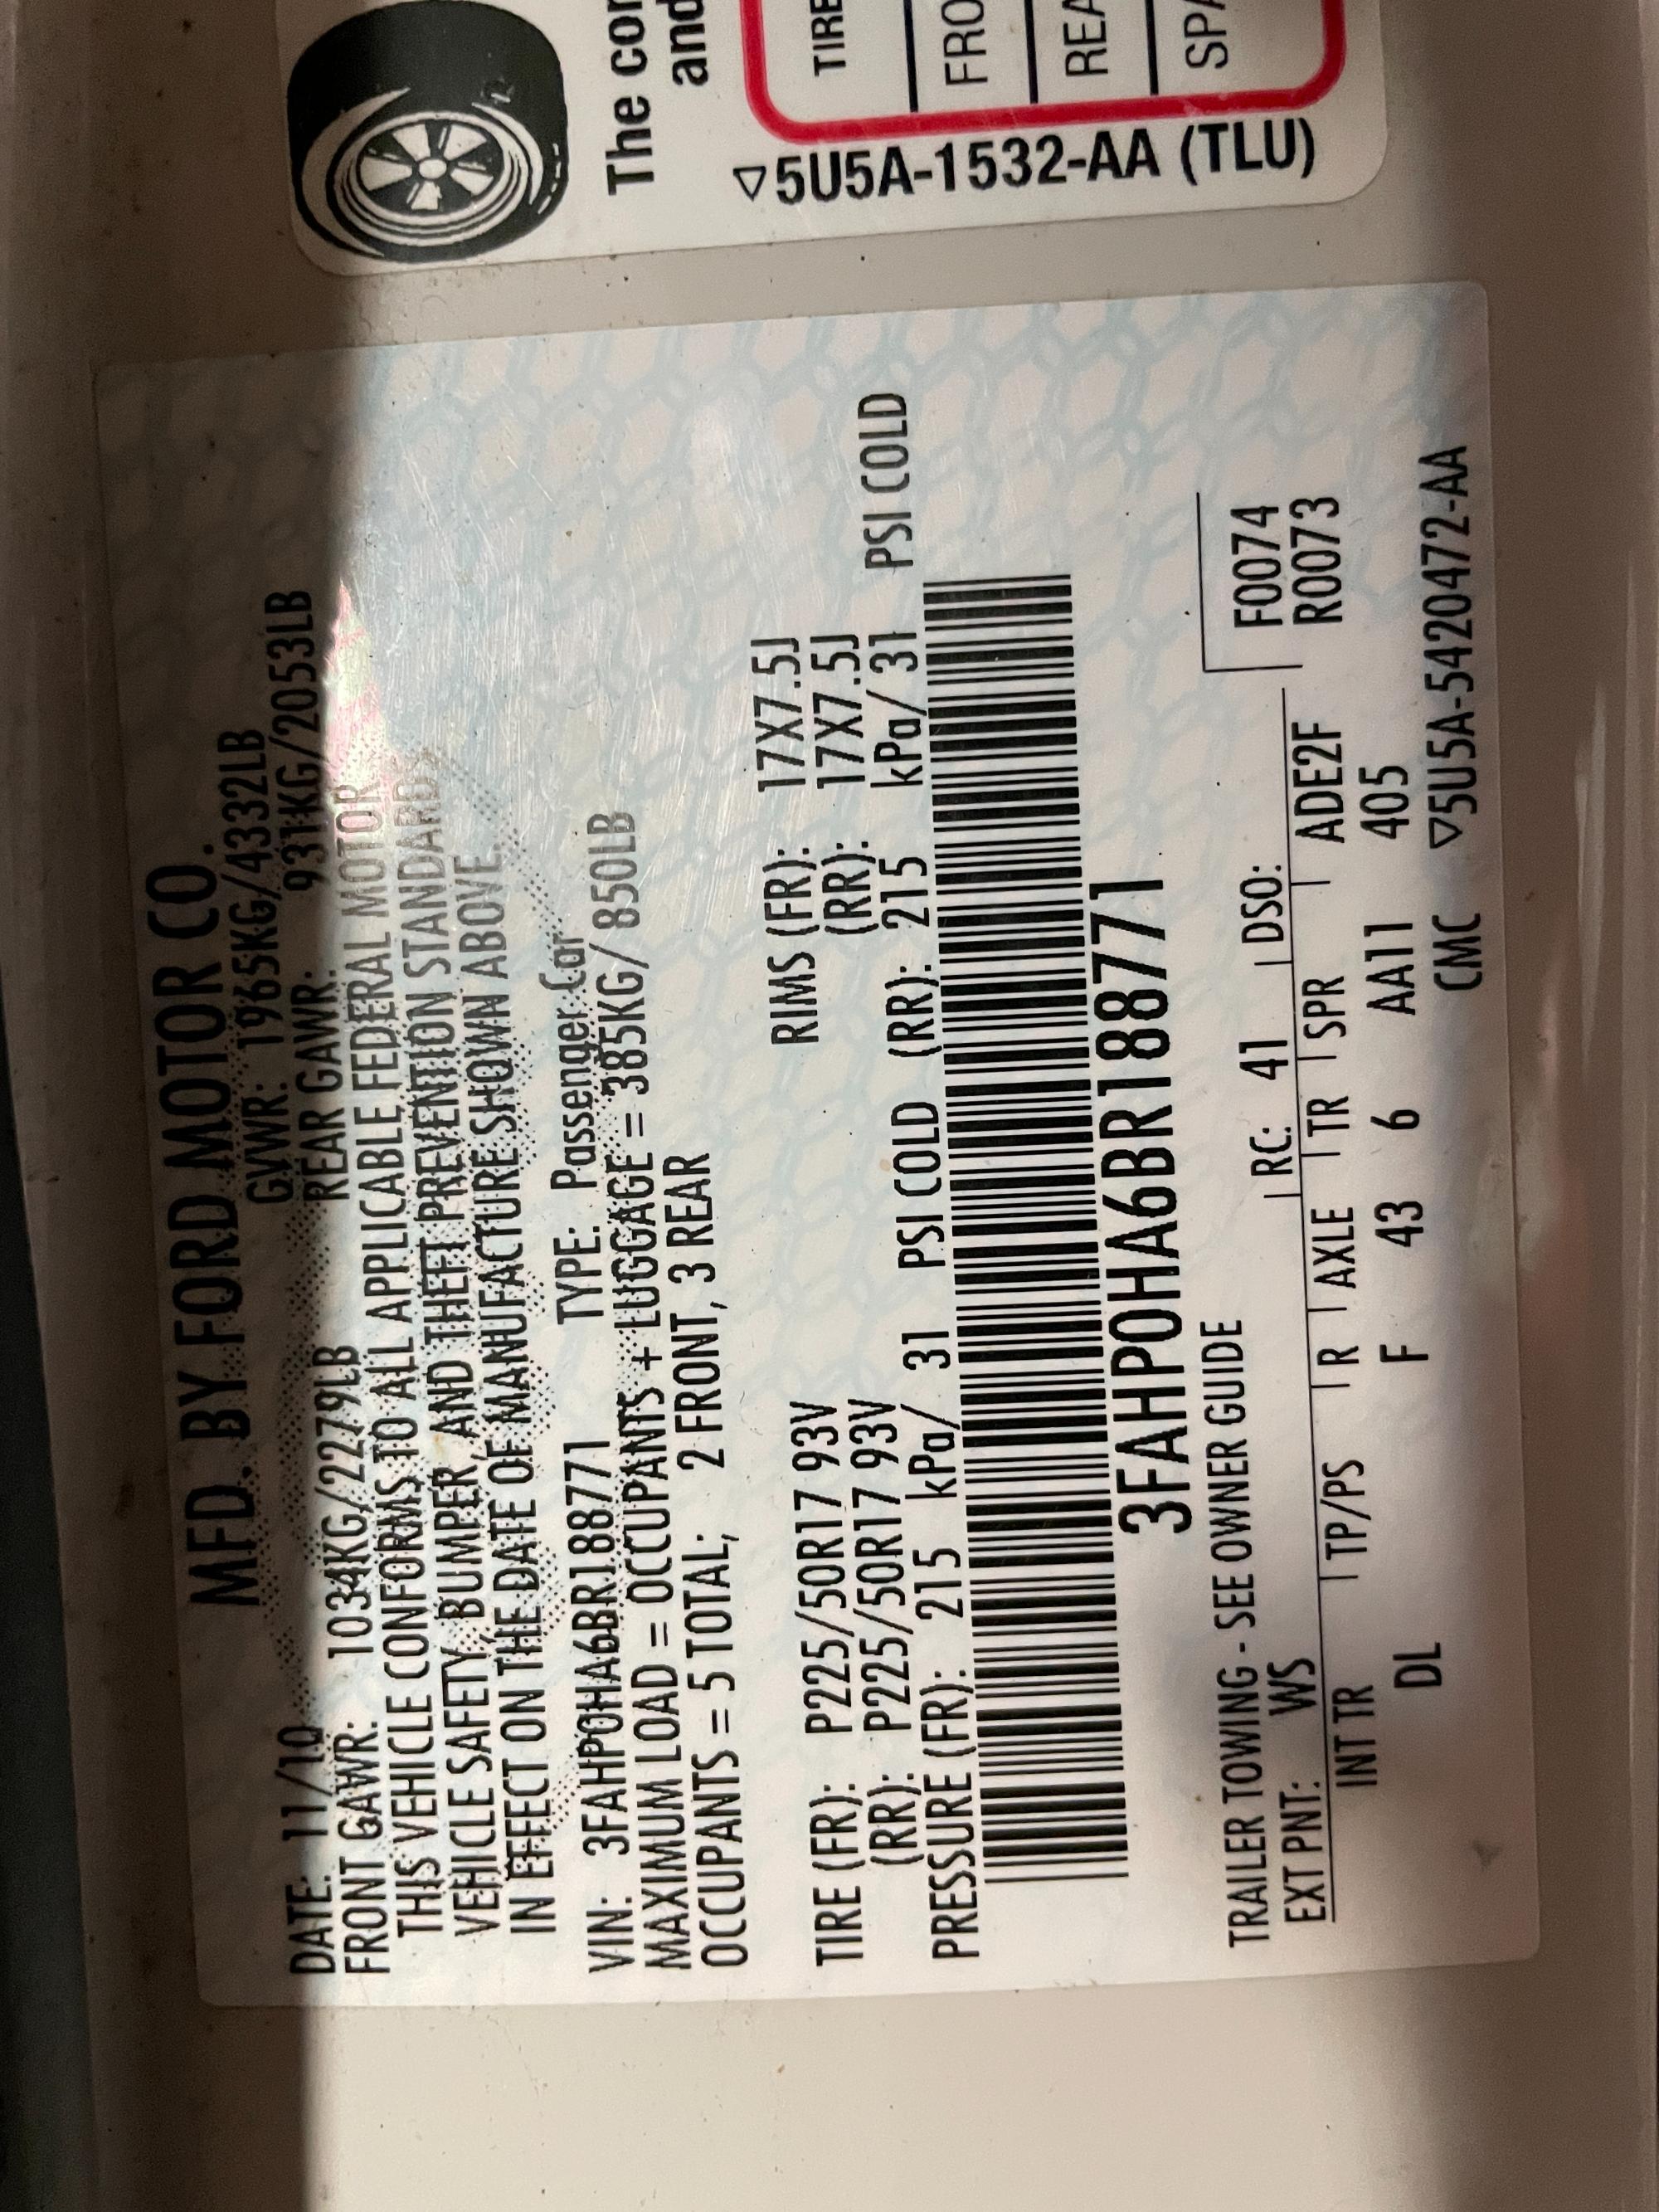 MFD. BY FORD MOTOR CO.
DATE: 11/10 GVWR: 1965KG/4332LB
FRONT GAWR: 1034KG/2279LB REAR GAWR: 931KG/2053LB
THIS VEHICLE CONFORMS TO ALL APPLICABLE FEDERAL MOTOR
VEHICLE SAFETY, BUMPER, AND THEFT PREVENTION STANDARDS
IN EFFECT ON THE DATE OF MANUFACTURE SHOWN ABOVE.
VIN: 3FAHP0HA6BR188771 TYPE: Passenger Car
MAXIMUM LOAD = OCCUPANTS + LUGGAGE = 385KG/ 850LB
OCCUPANTS = 5 TOTAL; 2 FRONT, 3 REAR
TIRE (FR): P225/50R17 93V RIMS (FR): 17X7.5J
(RR): P225/50R17 93V (RR): 17X7.5J
PRESSURE (FR): 215 kPa/ 31 PSI COLD (RR): 215 kPa/ 31 PSI COLD
3FAHP0HA6BR188771
TRAILER TOWING - SEE OWNER GUIDE
EXT PNT: WS RC: 41 DSO: F0074
INT TR TP/PS R AXLE TR SPR ADE2F R0073
DL F 43 6 AA11 405
CMC ▽5U5A-5420472-AA
The con
and
TIRE
FRO
REA
SPA
▽5U5A-1532-AA (TLU)